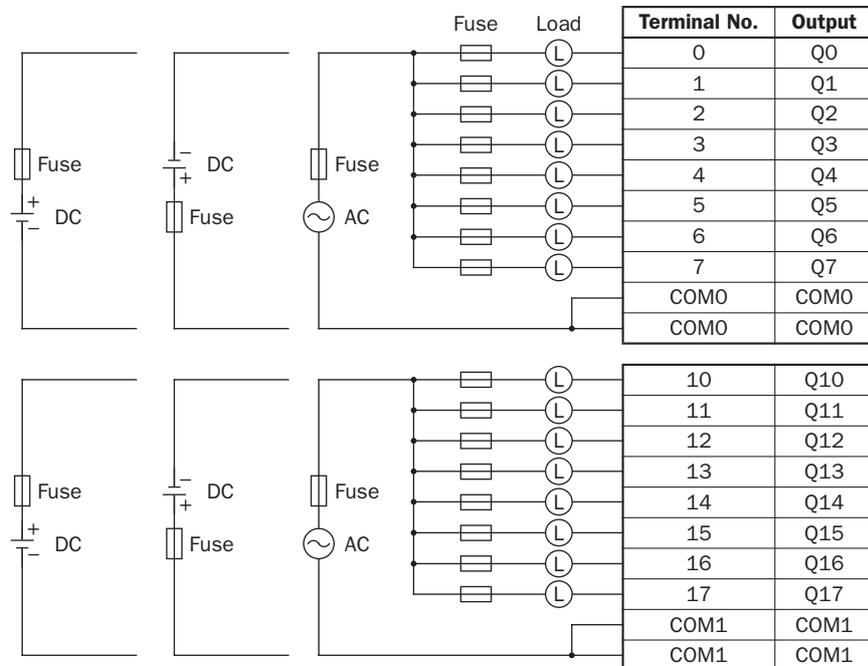 Fuse Load Terminal No. Output
L 0 Q0
L 1 Q1
L 2 Q2
L 3 Q3
Fuse − DC + Fuse L 4 Q4
+ − DC Fuse AC L 5 Q5
L 6 Q6
L 7 Q7
COM0 COM0
COM0 COM0
L 10 Q10
L 11 Q11
L 12 Q12
L 13 Q13
Fuse − DC + Fuse L 14 Q14
+ − DC Fuse AC L 15 Q15
L 16 Q16
L 17 Q17
COM1 COM1
COM1 COM1